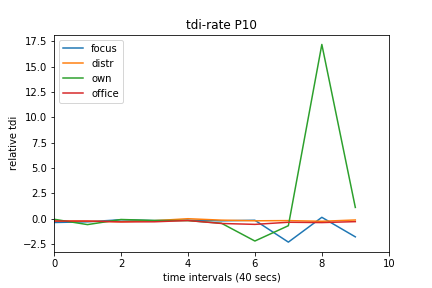 tdi-rate P10
17.5
15.0
12.5
10.0
7.5
5.0
2.5
0.0
−2.5
relative tdi
focus
distr
own
office
0 2 4 6 8 10
time intervals (40 secs)